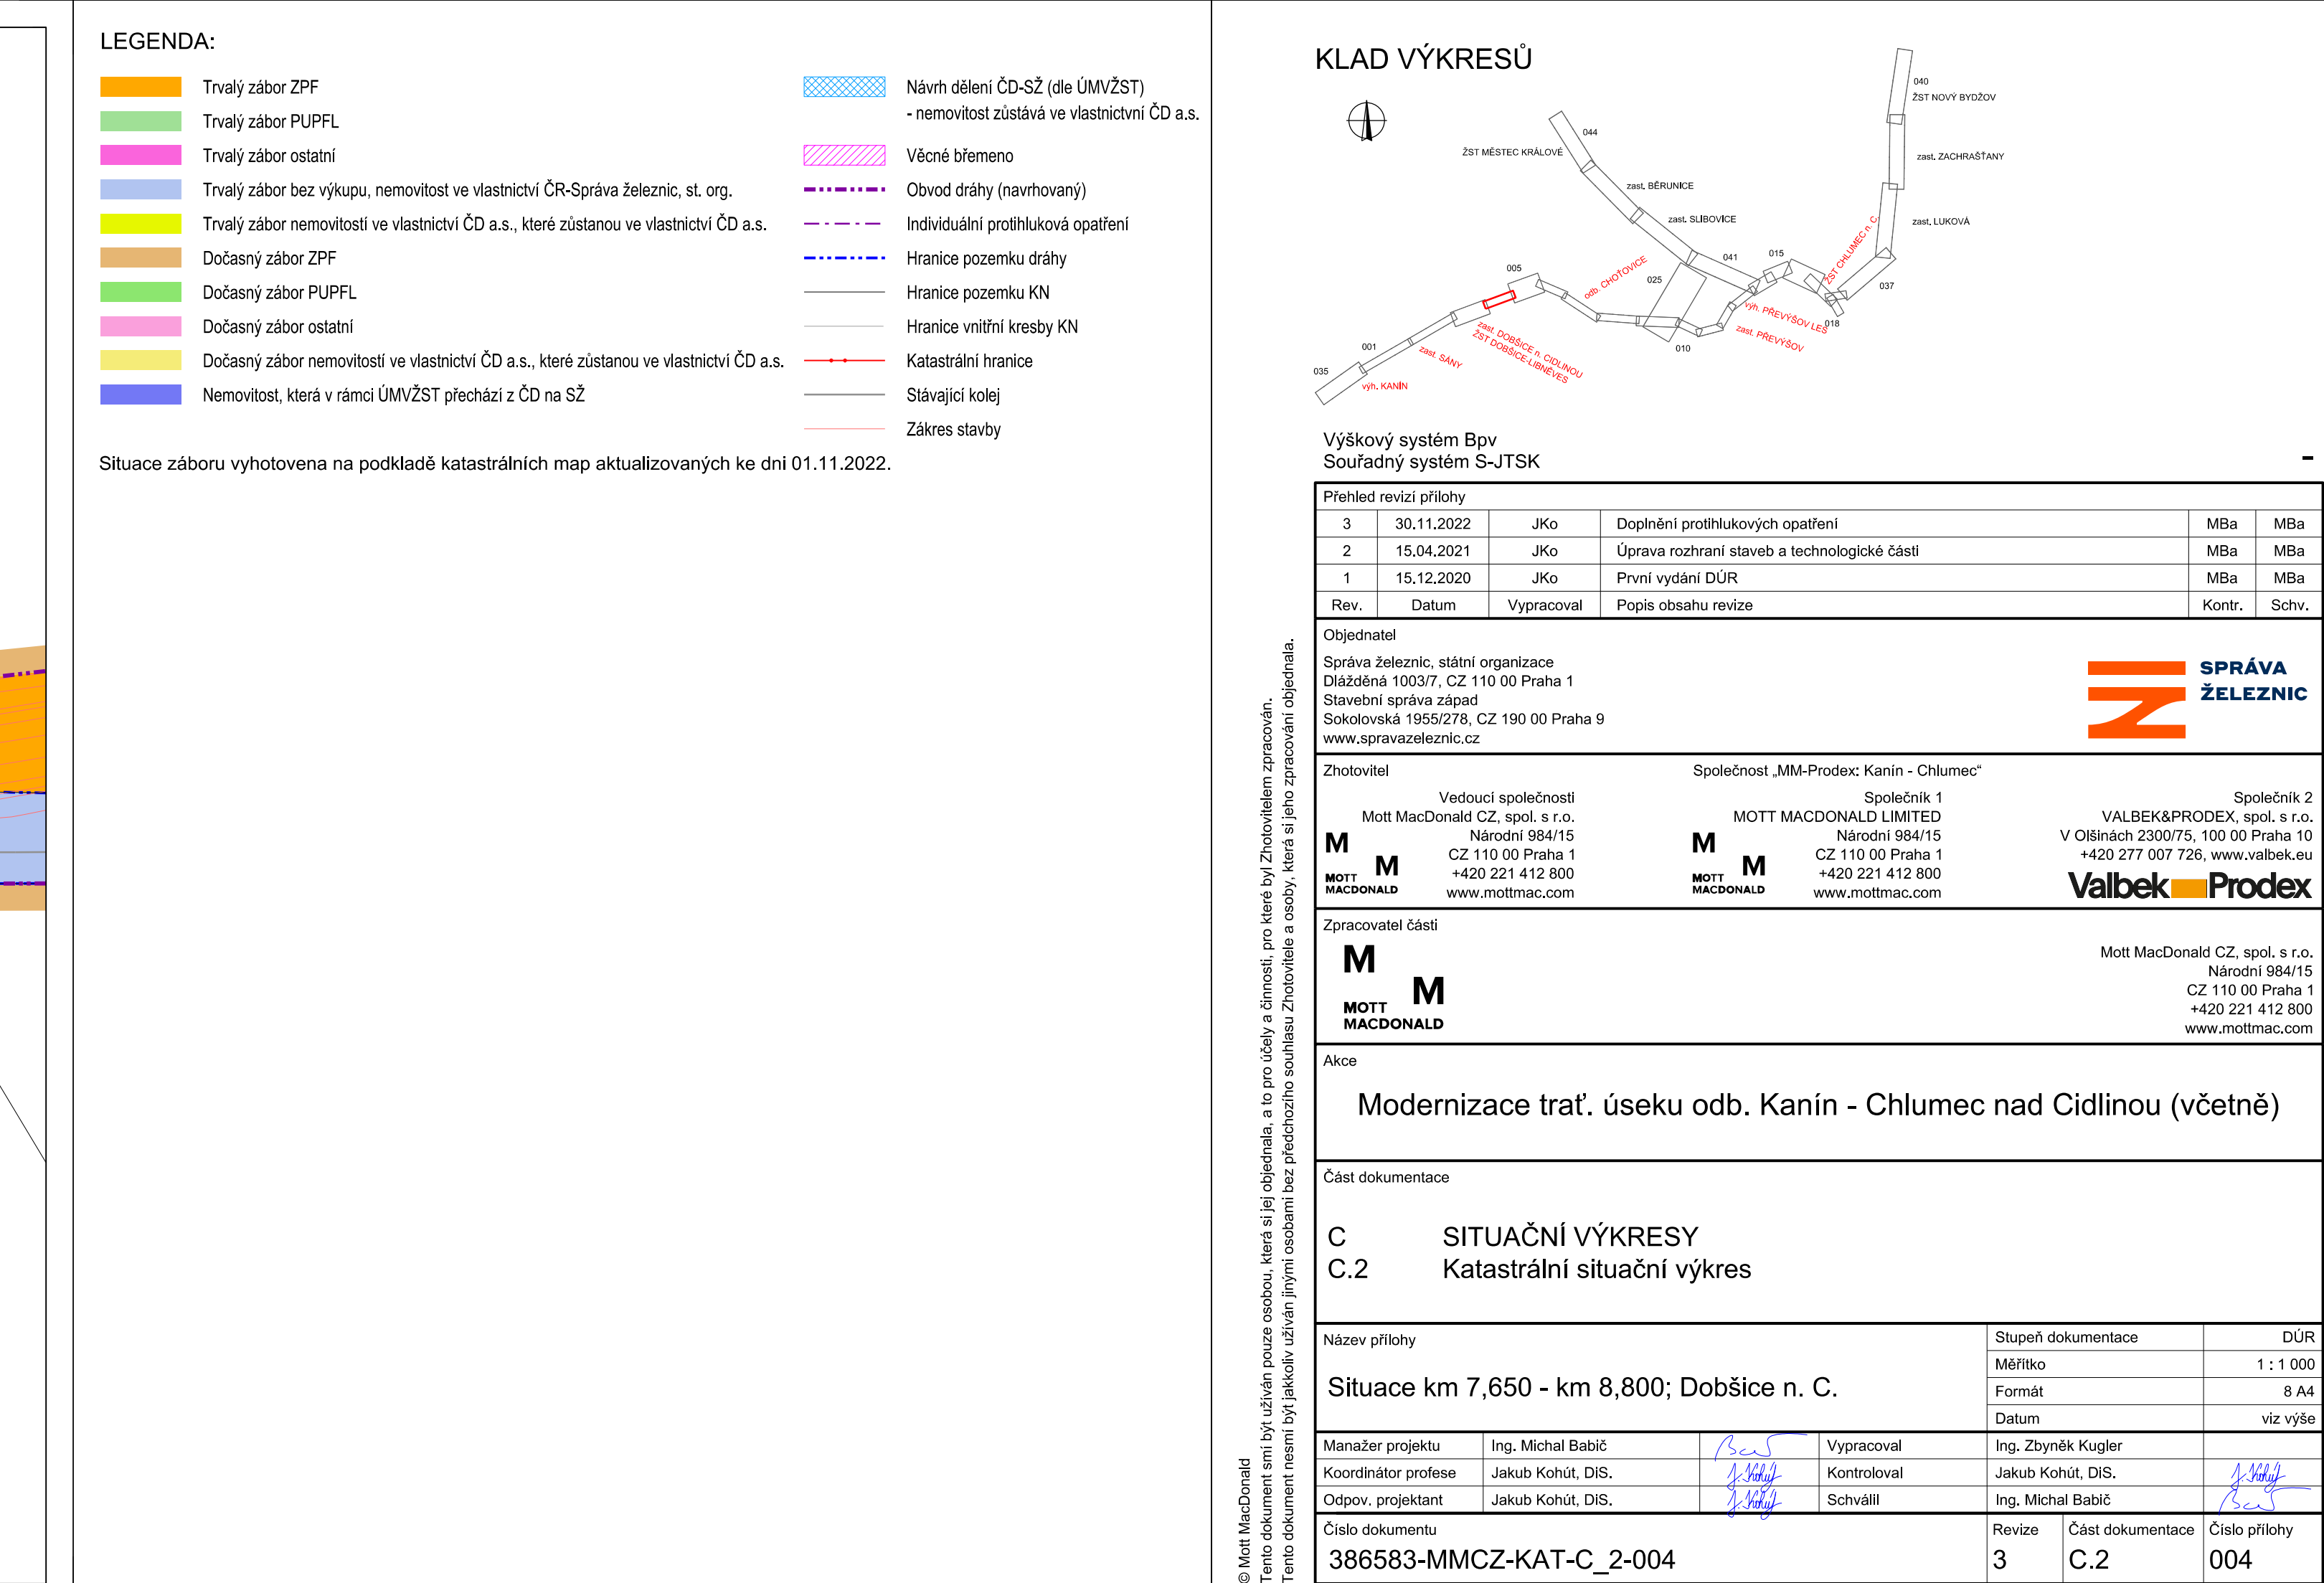 LEGENDA:
Trvalý zábor ZPF
Trvalý zábor PUPFL
Trvalý zábor ostatní
Trvalý zábor bez výkupu, nemovitost ve vlastnictví ČR-Správa železnic, st. org.
Trvalý zábor nemovitostí ve vlastnictví ČD a.s., které zůstanou ve vlastnictví ČD a.s.
Dočasný zábor ZPF
Dočasný zábor PUPFL
Dočasný zábor ostatní
Dočasný zábor nemovitostí ve vlastnictví ČD a.s., které zůstanou ve vlastnictví ČD a.s.
Nemovitost, která v rámci ÚMVŽST přechází z ČD na SŽ
Návrh dělení ČD-SŽ (dle ÚMVŽST)
- nemovitost zůstává ve vlastnictvní ČD a.s.
Věcné břemeno
Obvod dráhy (navrhovaný)
Individuální protihluková opatření
Hranice pozemku dráhy
Hranice pozemku KN
Hranice vnitřní kresby KN
Katastrální hranice
Stávající kolej
Zákres stavby
Situace záboru vyhotovena na podkladě katastrálních map aktualizovaných ke dni 01.11.2022.
KLAD VÝKRESŮ
040
ŽST NOVÝ BYDŽOV
044
ŽST MĚSTEC KRÁLOVÉ
zast. ZACHRAŠŤANY
zast. BĚRUNICE
zast. SLIBOVICE
zast. LUKOVÁ
ŽST CHLUMEC n. C.
041
015
005
odb. CHOŤOVICE
025
037
výh. PŘEVÝŠOV LES
018
zast. PŘEVÝŠOV
010
zast. DOBŠICE n. CIDLINOU
ŽST DOBŠICE-LIBNĚVES
001
zast. SÁNY
035
výh. KANÍN
Výškový systém Bpv
Souřadný systém S-JTSK
-
Přehled revizí přílohy
3 30.11.2022 JKo Doplnění protihlukových opatření MBa MBa
2 15.04.2021 JKo Úprava rozhraní staveb a technologické části MBa MBa
1 15.12.2020 JKo První vydání DÚR MBa MBa
Rev. Datum Vypracoval Popis obsahu revize Kontr. Schv.
Objednatel
Správa železnic, státní organizace
Dlážděná 1003/7, CZ 110 00 Praha 1
Stavební správa západ
Sokolovská 1955/278, CZ 190 00 Praha 9
www.spravazeleznic.cz
SPRÁVA
ŽELEZNIC
Zhotovitel
Společnost „MM-Prodex: Kanín - Chlumec“
Vedoucí společnosti
Mott MacDonald CZ, spol. s r.o.
Národní 984/15
CZ 110 00 Praha 1
+420 221 412 800
www.mottmac.com
M
M
MOTT
MACDONALD
Společník 1
MOTT MACDONALD LIMITED
Národní 984/15
CZ 110 00 Praha 1
+420 221 412 800
www.mottmac.com
M
M
MOTT
MACDONALD
Společník 2
VALBEK&PRODEX, spol. s r.o.
V Olšinách 2300/75, 100 00 Praha 10
+420 277 007 726, www.valbek.eu
Valbek Prodex
Zpracovatel části
M
M
MOTT
MACDONALD
Mott MacDonald CZ, spol. s r.o.
Národní 984/15
CZ 110 00 Praha 1
+420 221 412 800
www.mottmac.com
Akce
Modernizace trať. úseku odb. Kanín - Chlumec nad Cidlinou (včetně)
Část dokumentace
C SITUAČNÍ VÝKRESY
C.2 Katastrální situační výkres
Název přílohy
Situace km 7,650 - km 8,800; Dobšice n. C.
Stupeň dokumentace DÚR
Měřítko 1 : 1 000
Formát 8 A4
Datum viz výše
Manažer projektu Ing. Michal Babič Vypracoval Ing. Zbyněk Kugler
Koordinátor profese Jakub Kohút, DiS. J. Kohút Kontroloval Jakub Kohút, DiS. J. Kohút
Odpov. projektant Jakub Kohút, DiS. J. Kohút Schválil Ing. Michal Babič
Číslo dokumentu
386583-MMCZ-KAT-C_2-004
Revize
3
Část dokumentace
C.2
Číslo přílohy
004
© Mott MacDonald
Tento dokument smí být užíván pouze osobou, která si jej objednala, a to pro účely a činnosti, pro které byl Zhotovitelem zpracován.
Tento dokument nesmí být jakkoliv užíván jinými osobami bez předchozího souhlasu Zhotovitele a osoby, která si jeho zpracování objednala.